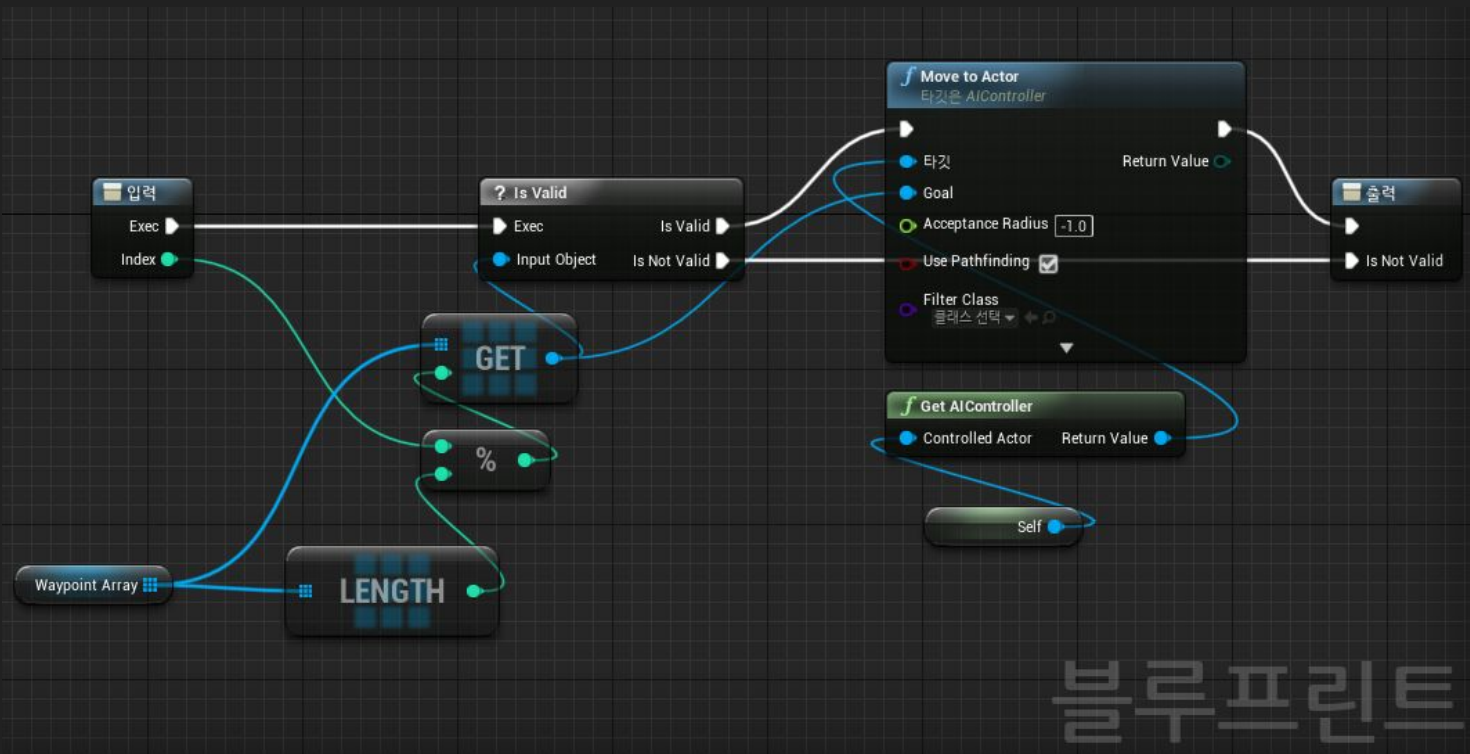 Move to Actor
타깃은 AIController
타깃
Return Value
Goal
Acceptance Radius -1.0
Use Pathfinding
Filter Class
클래스 선택
입력
Exec
Index
? Is Valid
Exec
Is Valid
Input Object
Is Not Valid
출력
Is Not Valid
GET
%
Get AIController
Controlled Actor
Return Value
Self
Waypoint Array
LENGTH
블루프린트